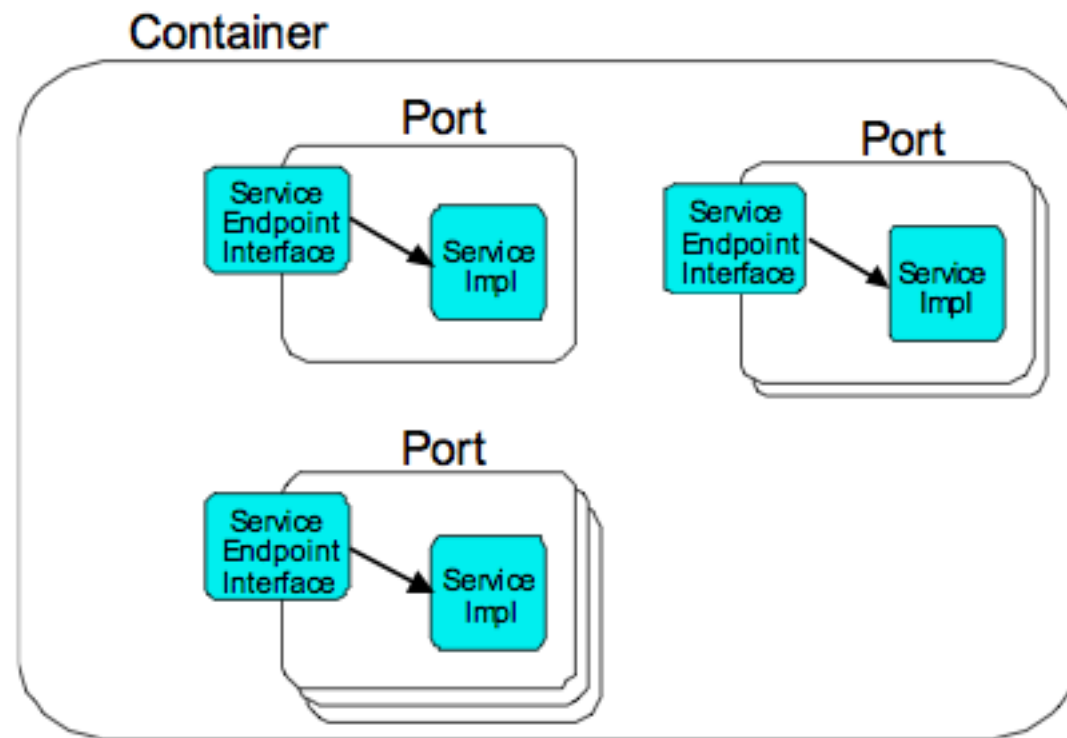 Container
Port
Service
Endpoint
Interface
Service
Impl
Port
Service
Endpoint
Interface
Service
Impl
Port
Service
Endpoint
Interface
Service
Impl